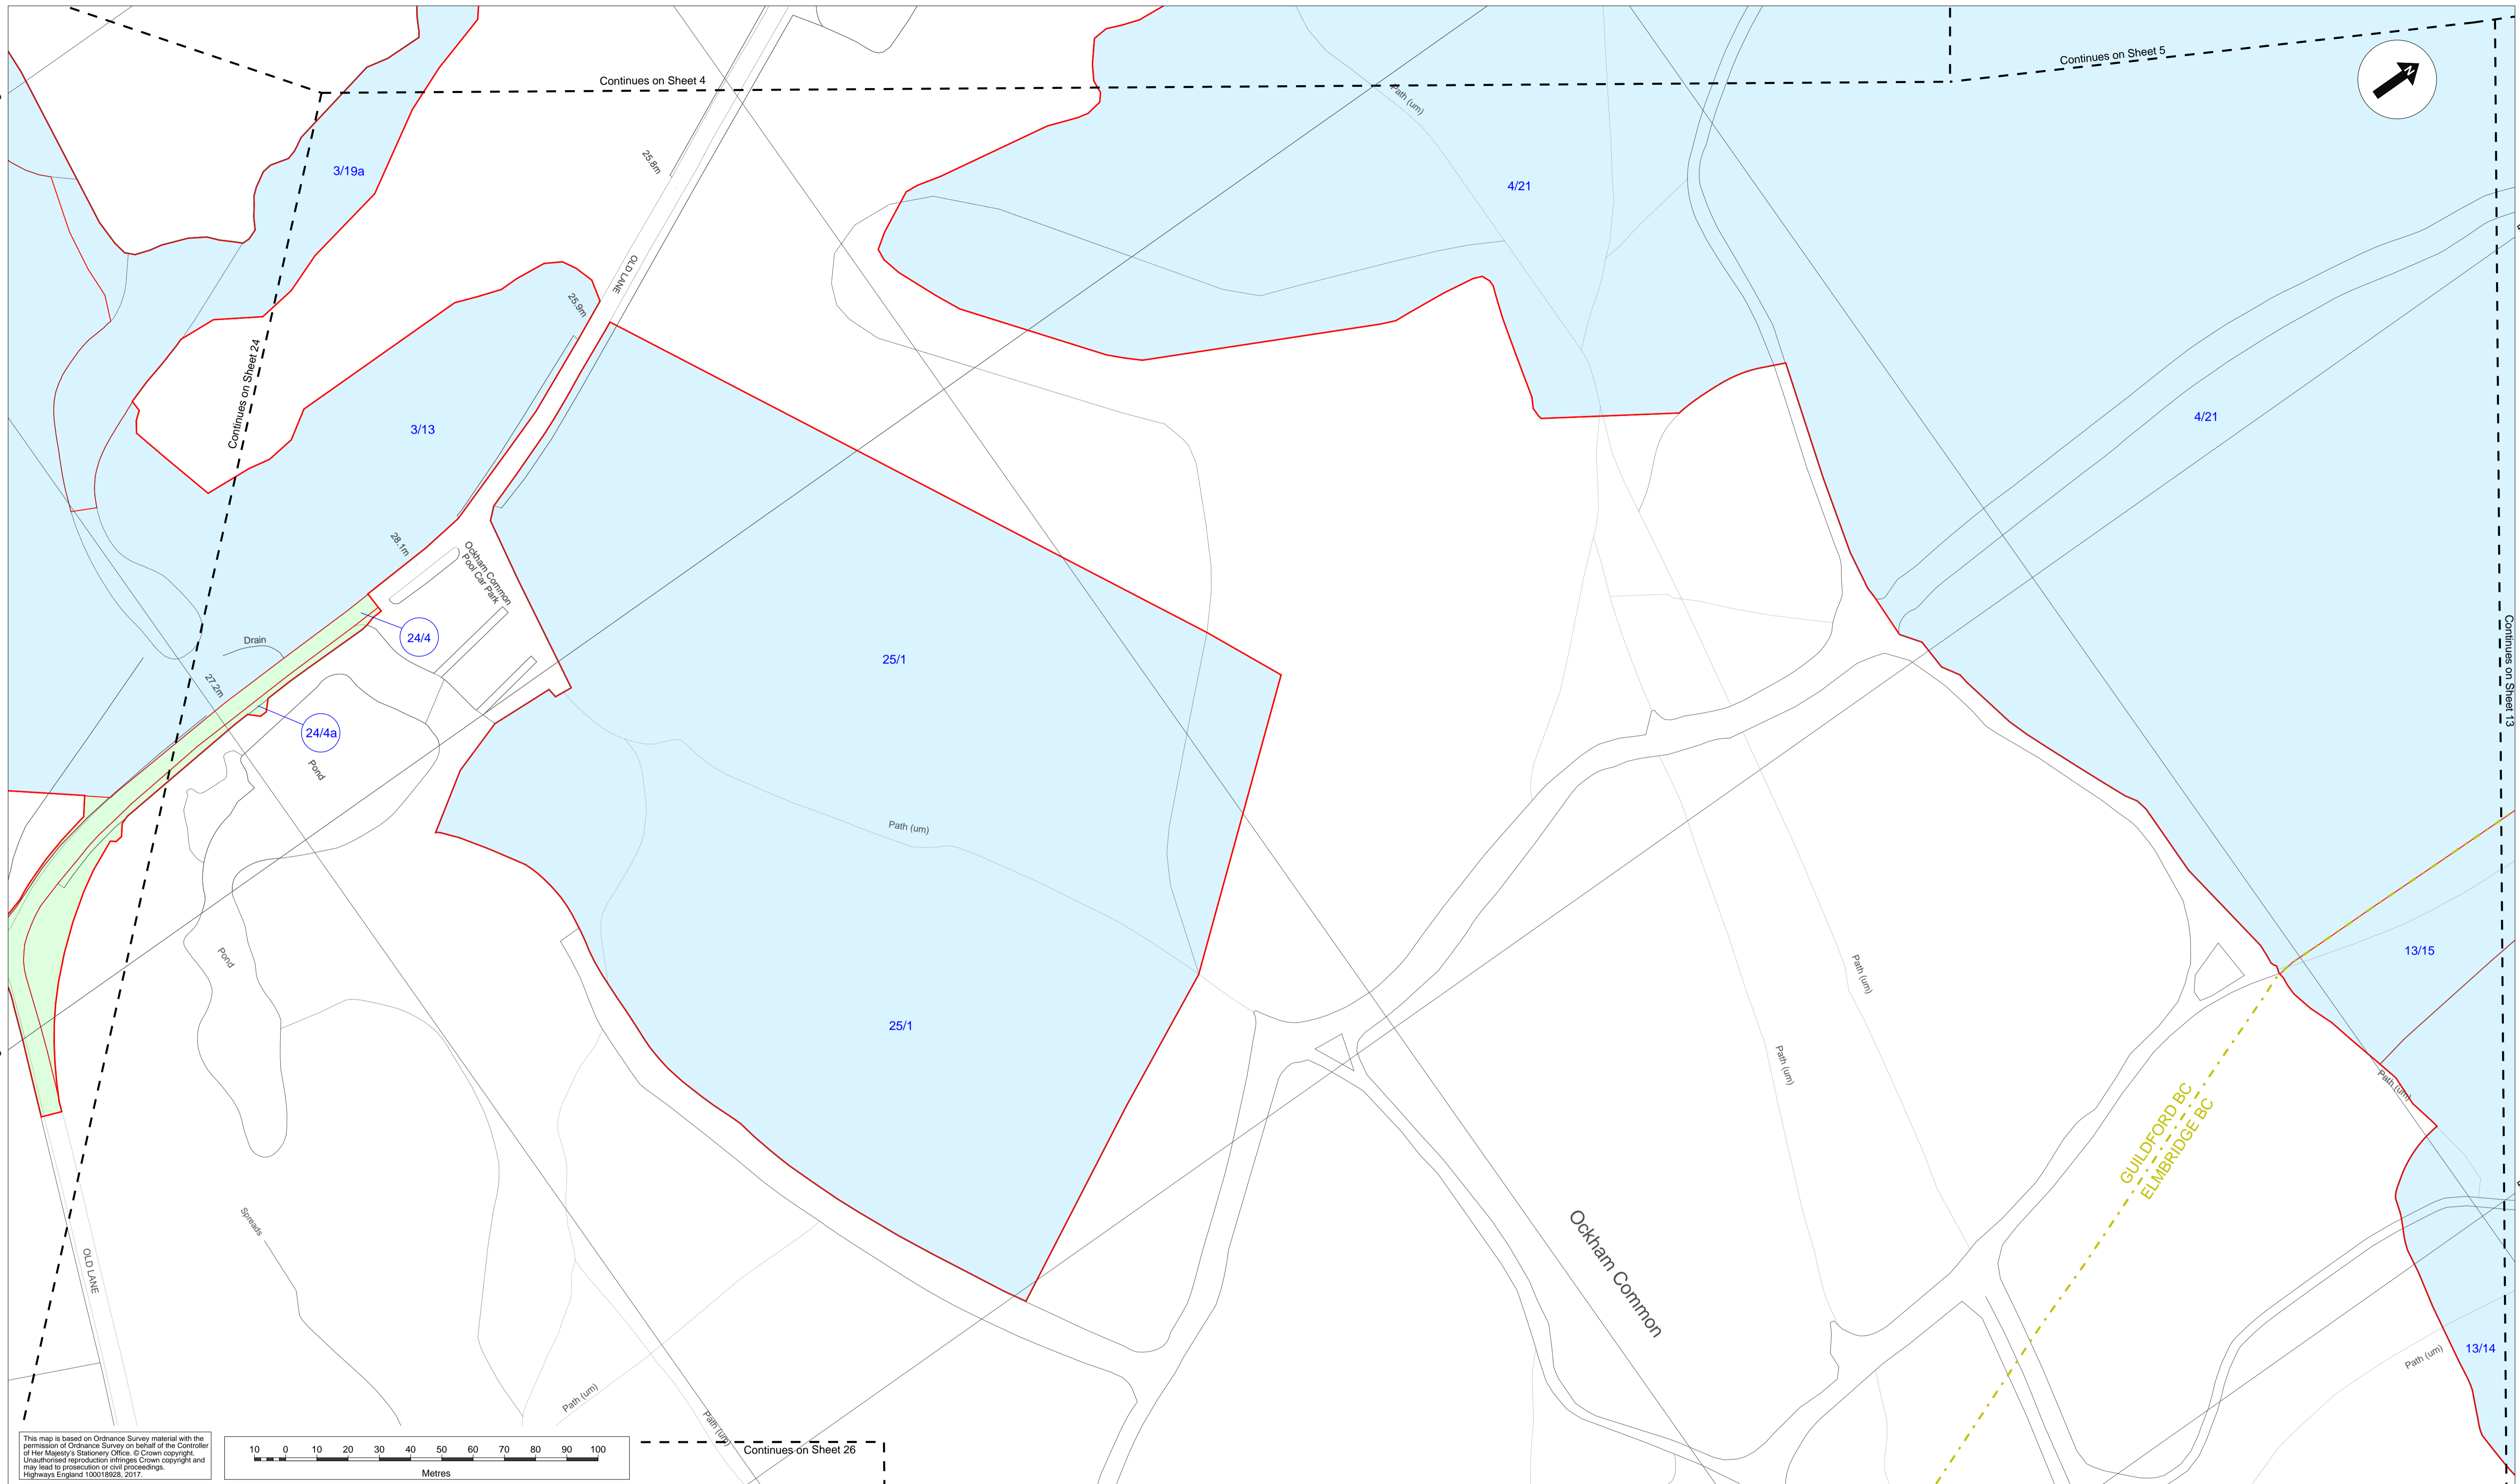 Continues on Sheet 4
Continues on Sheet 5
N
Path (um)
25.8m
3/19a
4/21
OLD LANE
25.9m
Continues on Sheet 24
3/13
4/21
28.1m
Ockham Common
Pool Car Park
24/4
Drain
25/1
27.2m
24/4a
Pond
Continues on Sheet 13
Path (um)
Pond
13/15
Path (um)
25/1
Path (um)
Path (um)
GUILDFORD BC
ELMBRIDGE BC
Spreads
OLD LANE
Ockham Common
13/14
Path (um)
Path (um)
Path (um)
This map is based on Ordnance Survey material with the
permission of Ordnance Survey on behalf of the Controller
of Her Majesty's Stationery Office. © Crown copyright.
Unauthorised reproduction infringes Crown copyright and
may lead to prosecution or civil proceedings.
Highways England 100018928, 2017.
10 0 10 20 30 40 50 60 70 80 90 100
Metres
Continues on Sheet 26